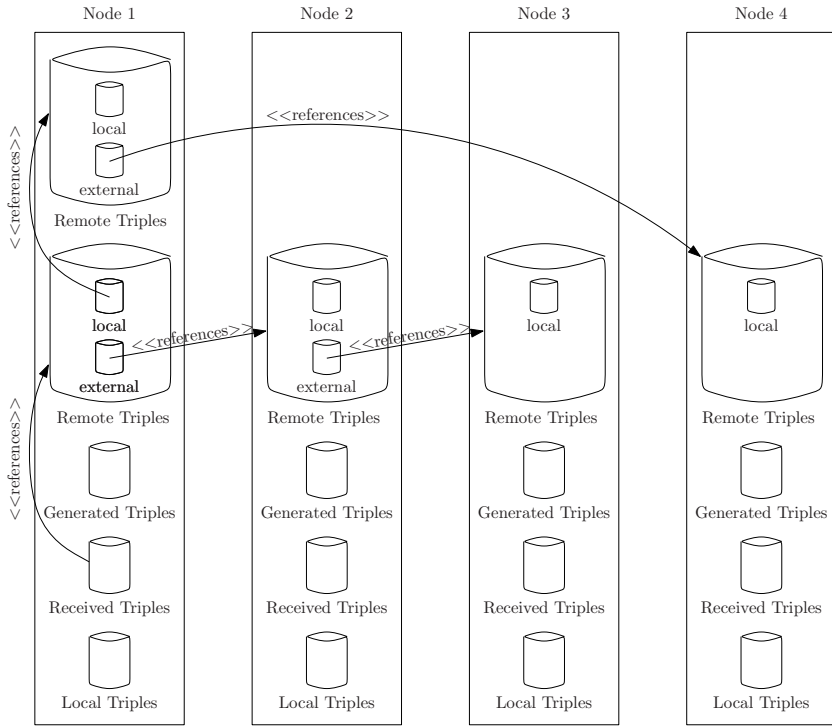 Node 1
Node 2
Node 3
Node 4
local
external
Remote Triples
<<references>>
<<references>>
local
external
Remote Triples
<<references>>
local
external
Remote Triples
<<references>>
local
Remote Triples
local
Remote Triples
<<references>>
Generated Triples
Generated Triples
Generated Triples
Generated Triples
Received Triples
Received Triples
Received Triples
Received Triples
Local Triples
Local Triples
Local Triples
Local Triples